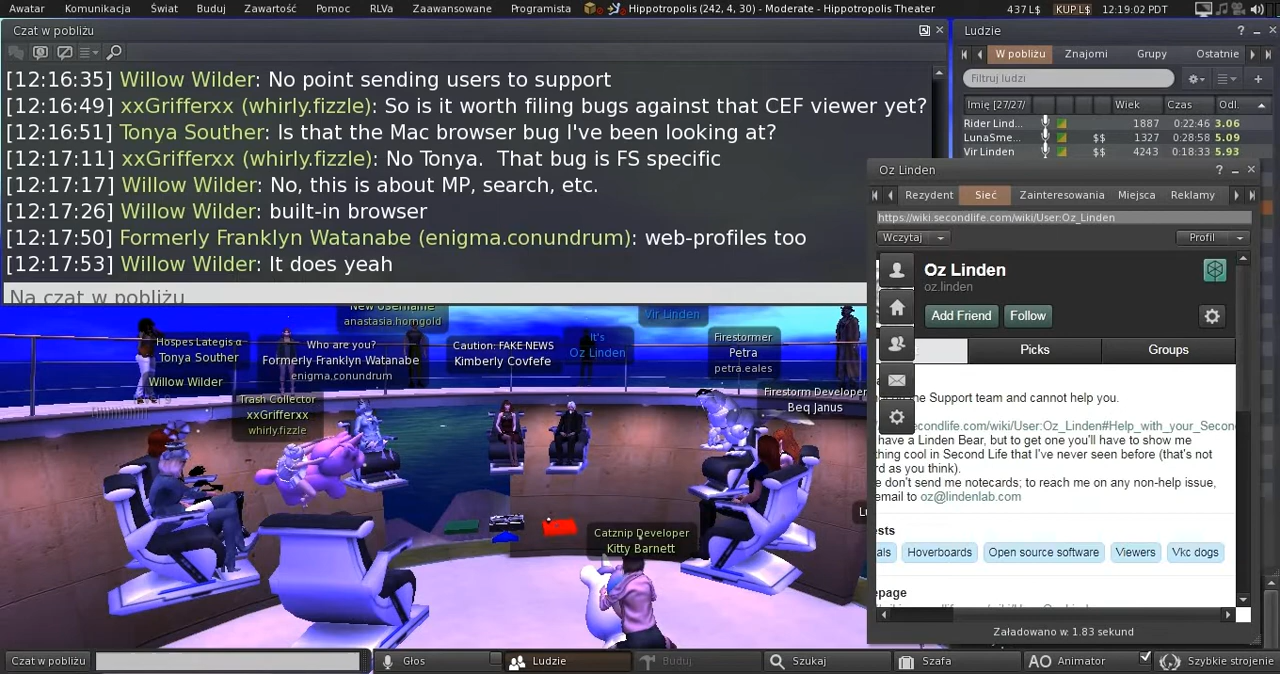 Awatar Komunikacja Świat Buduj Zawartość Pomoc RLVa Zaawansowane Programista Hippotropolis (242, 4, 30) - Moderate - Hippotropolis Theater 437 L$ KUP L$ 12:19:02 PDT
Czat w pobliżu
[12:16:35] Willow Wilder: No point sending users to support
[12:16:49] xxGrifferxx (whirly.fizzle): So is it worth filing bugs against that CEF viewer yet?
[12:16:51] Tonya Souther: Is that the Mac browser bug I've been looking at?
[12:17:11] xxGrifferxx (whirly.fizzle): No Tonya. That bug is FS specific
[12:17:17] Willow Wilder: No, this is about MP, search, etc.
[12:17:26] Willow Wilder: built-in browser
[12:17:50] Formerly Franklyn Watanabe (enigma.conundrum): web-profiles too
[12:17:53] Willow Wilder: It does yeah
Na czat w pobliżu
Ludzie
W pobliżu Znajomi Grupy Ostatnie
Filtruj ludzi
Imię [27/27/ Wiek Czas Odl.
Rider Lind... 1887 0:22:46 3.06
LunaSme... $$ 1327 0:28:58 5.09
Vir Linden $$ 4243 0:18:33 5.93
Oz Linden
Rezydent Sieć Zainteresowania Miejsca Reklamy
https://wiki.secondlife.com/wiki/User:Oz_Linden
Wczytaj Profil
Oz Linden
oz.linden
Add Friend Follow
Picks Groups
the Support team and cannot help you.
secondlife.com/wiki/User:Oz_Linden#Help_with_your_Secon
have a Linden Bear, but to get one you'll have to show me
thing cool in Second Life that I've never seen before (that's not
rd as you think).
e don't send me notecards; to reach me on any non-help issue,
email to oz@lindenlab.com
ests
als Hoverboards Open source software Viewers Vkc dogs
epage
Załadowano w: 1.83 sekund
New Username
anastasia.horngold
Vir Linden
Hospes Lategis a
Tonya Souther
Willow Wilder
Who are you?
Formerly Franklyn Watanabe
enigma.conundrum
Caution: FAKE NEWS
Kimberly Covfefe
It's
Oz Linden
Firestormer
Petra
petra.eales
Trash Collector
xxGrifferxx
whirly.fizzle
Firestorm Developer
Beq Janus
Lu
Catznip Developer
Kitty Barnett
Czat w pobliżu Głos Ludzie Buduj Szukaj Szafa AO Animator Szybkie strojenie